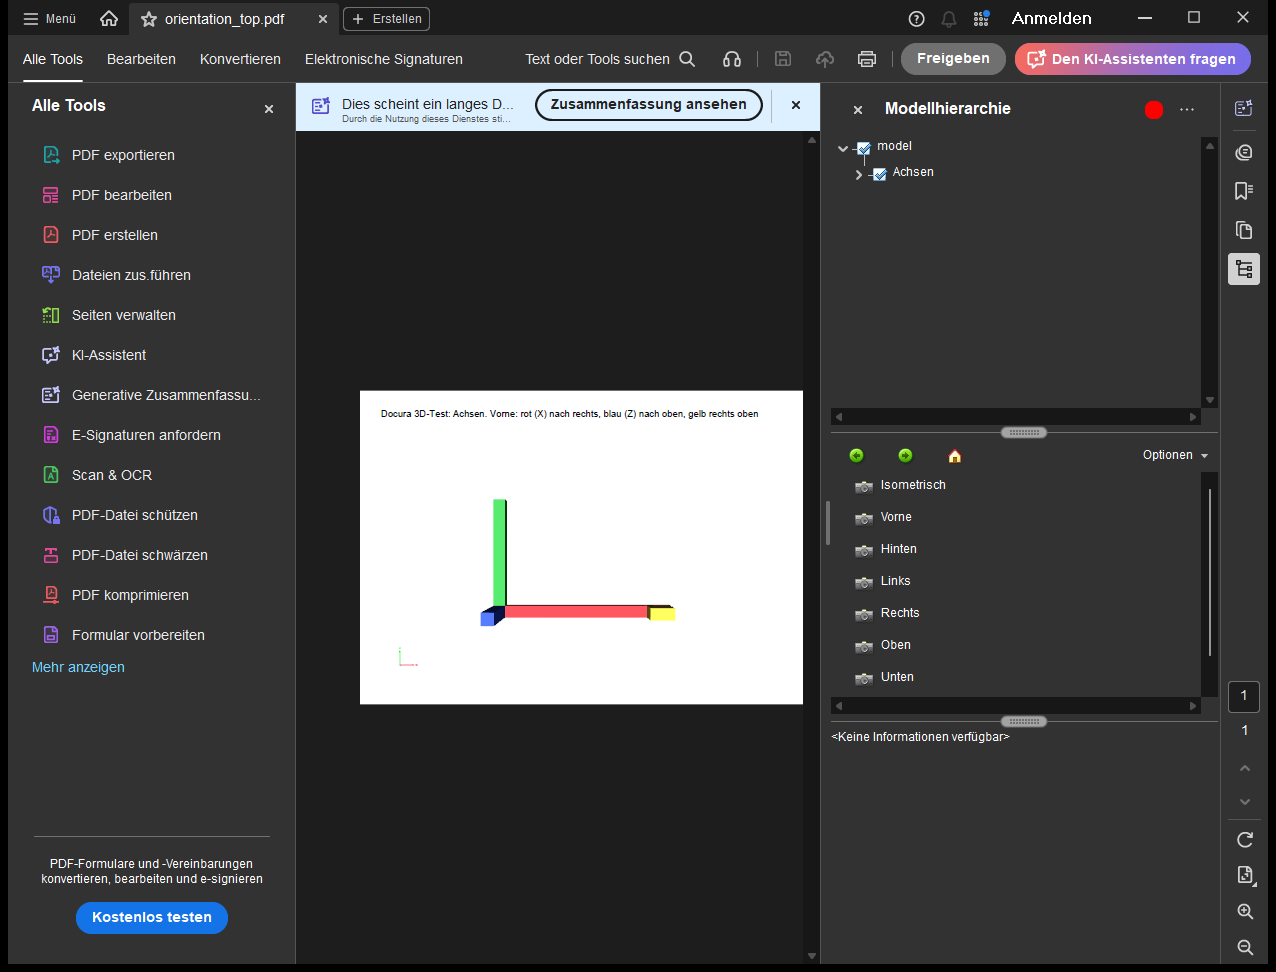 Menü
orientation_top.pdf
Erstellen
Anmelden
Alle Tools
Bearbeiten
Konvertieren
Elektronische Signaturen
Text oder Tools suchen
Freigeben
Den KI-Assistenten fragen
Alle Tools
PDF exportieren
PDF bearbeiten
PDF erstellen
Dateien zus.führen
Seiten verwalten
KI-Assistent
Generative Zusammenfassu...
E-Signaturen anfordern
Scan & OCR
PDF-Datei schützen
PDF-Datei schwärzen
PDF komprimieren
Formular vorbereiten
Mehr anzeigen
PDF-Formulare und -Vereinbarungen
konvertieren, bearbeiten und e-signieren
Kostenlos testen
Dies scheint ein langes D...
Durch die Nutzung dieses Dienstes sti...
Zusammenfassung ansehen
Docura 3D-Test: Achsen. Vorne: rot (X) nach rechts, blau (Z) nach oben, gelb rechts oben
Modellhierarchie
model
Achsen
Optionen
Isometrisch
Vorne
Hinten
Links
Rechts
Oben
Unten
<Keine Informationen verfügbar>
1
1